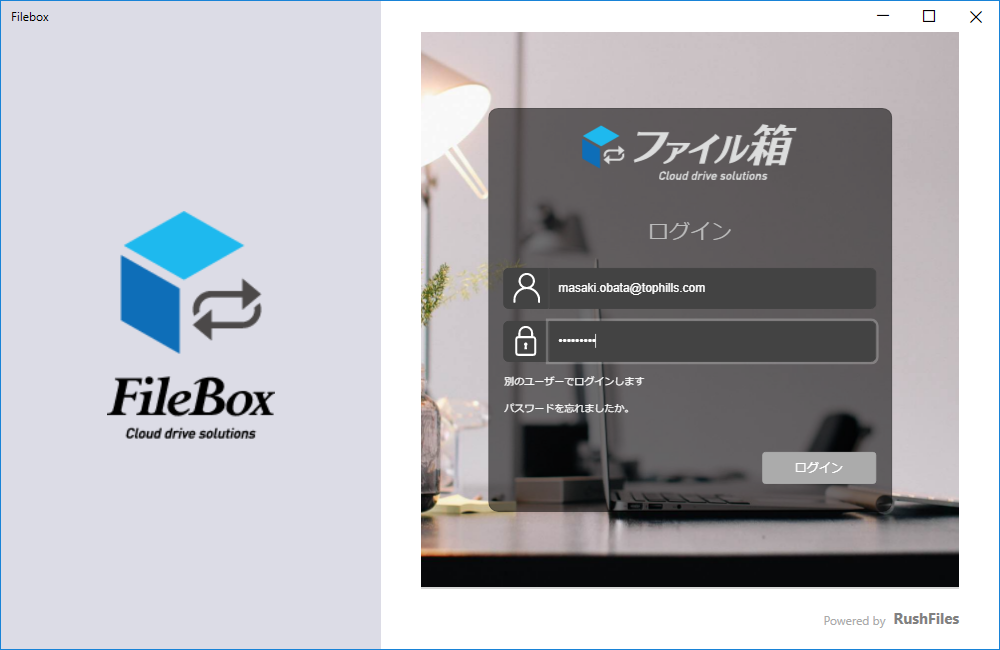 Filebox
FileBox
Cloud drive solutions
ファイル箱
Cloud drive solutions
ログイン
masaki.obata@tophills.com
•••••••••
別のユーザーでログインします
パスワードを忘れましたか。
ログイン
Powered by RushFiles